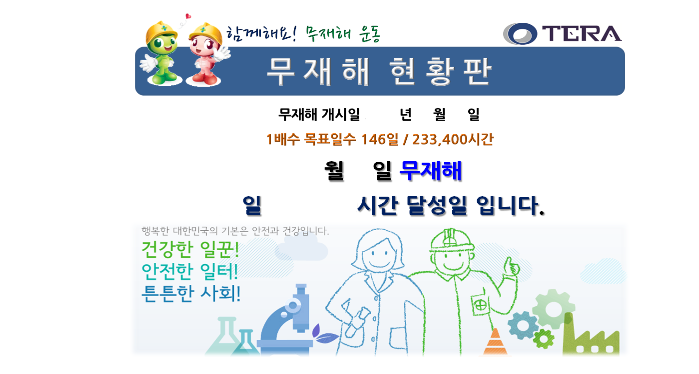 함께해요! 무재해 운동
TERA
무재해 현황판
무재해 개시일 년 월 일
1배수 목표일수 146일 / 233,400시간
월 일 무재해
일 시간 달성일 입니다.
행복한 대한민국의 기본은 안전과 건강입니다.
건강한 일꾼!
안전한 일터!
튼튼한 사회!